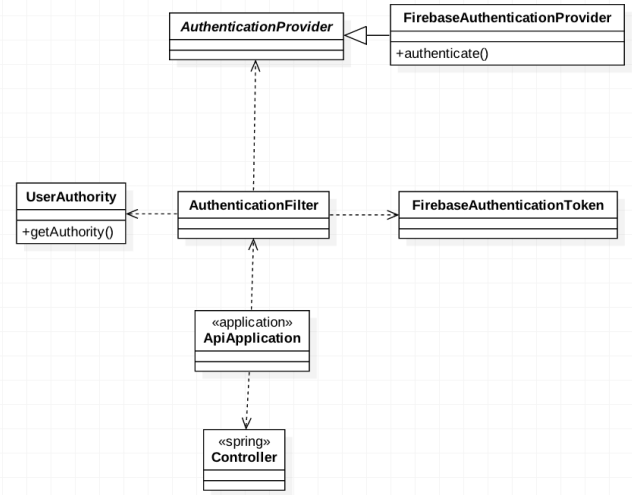 AuthenticationProvider
FirebaseAuthenticationProvider
+authenticate()
UserAuthority
+getAuthority()
AuthenticationFilter
FirebaseAuthenticationToken
«application»
ApiApplication
«spring»
Controller